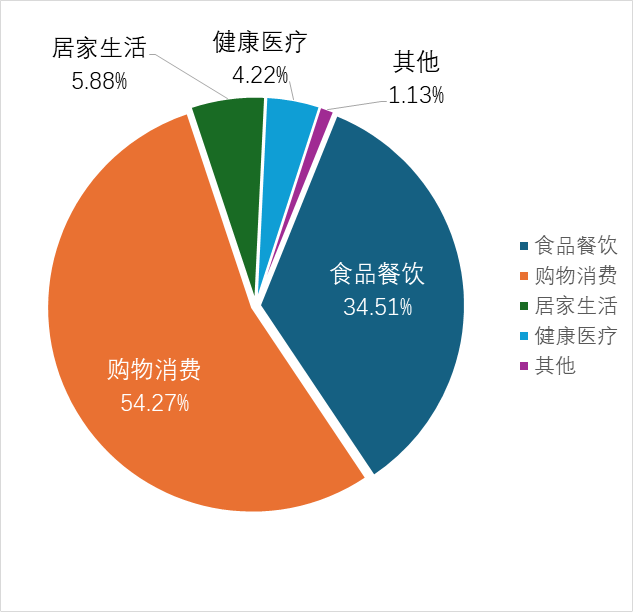 居家生活
5.88%
健康医疗
4.22%
其他
1.13%
食品餐饮
34.51%
购物消费
54.27%
食品餐饮
购物消费
居家生活
健康医疗
其他